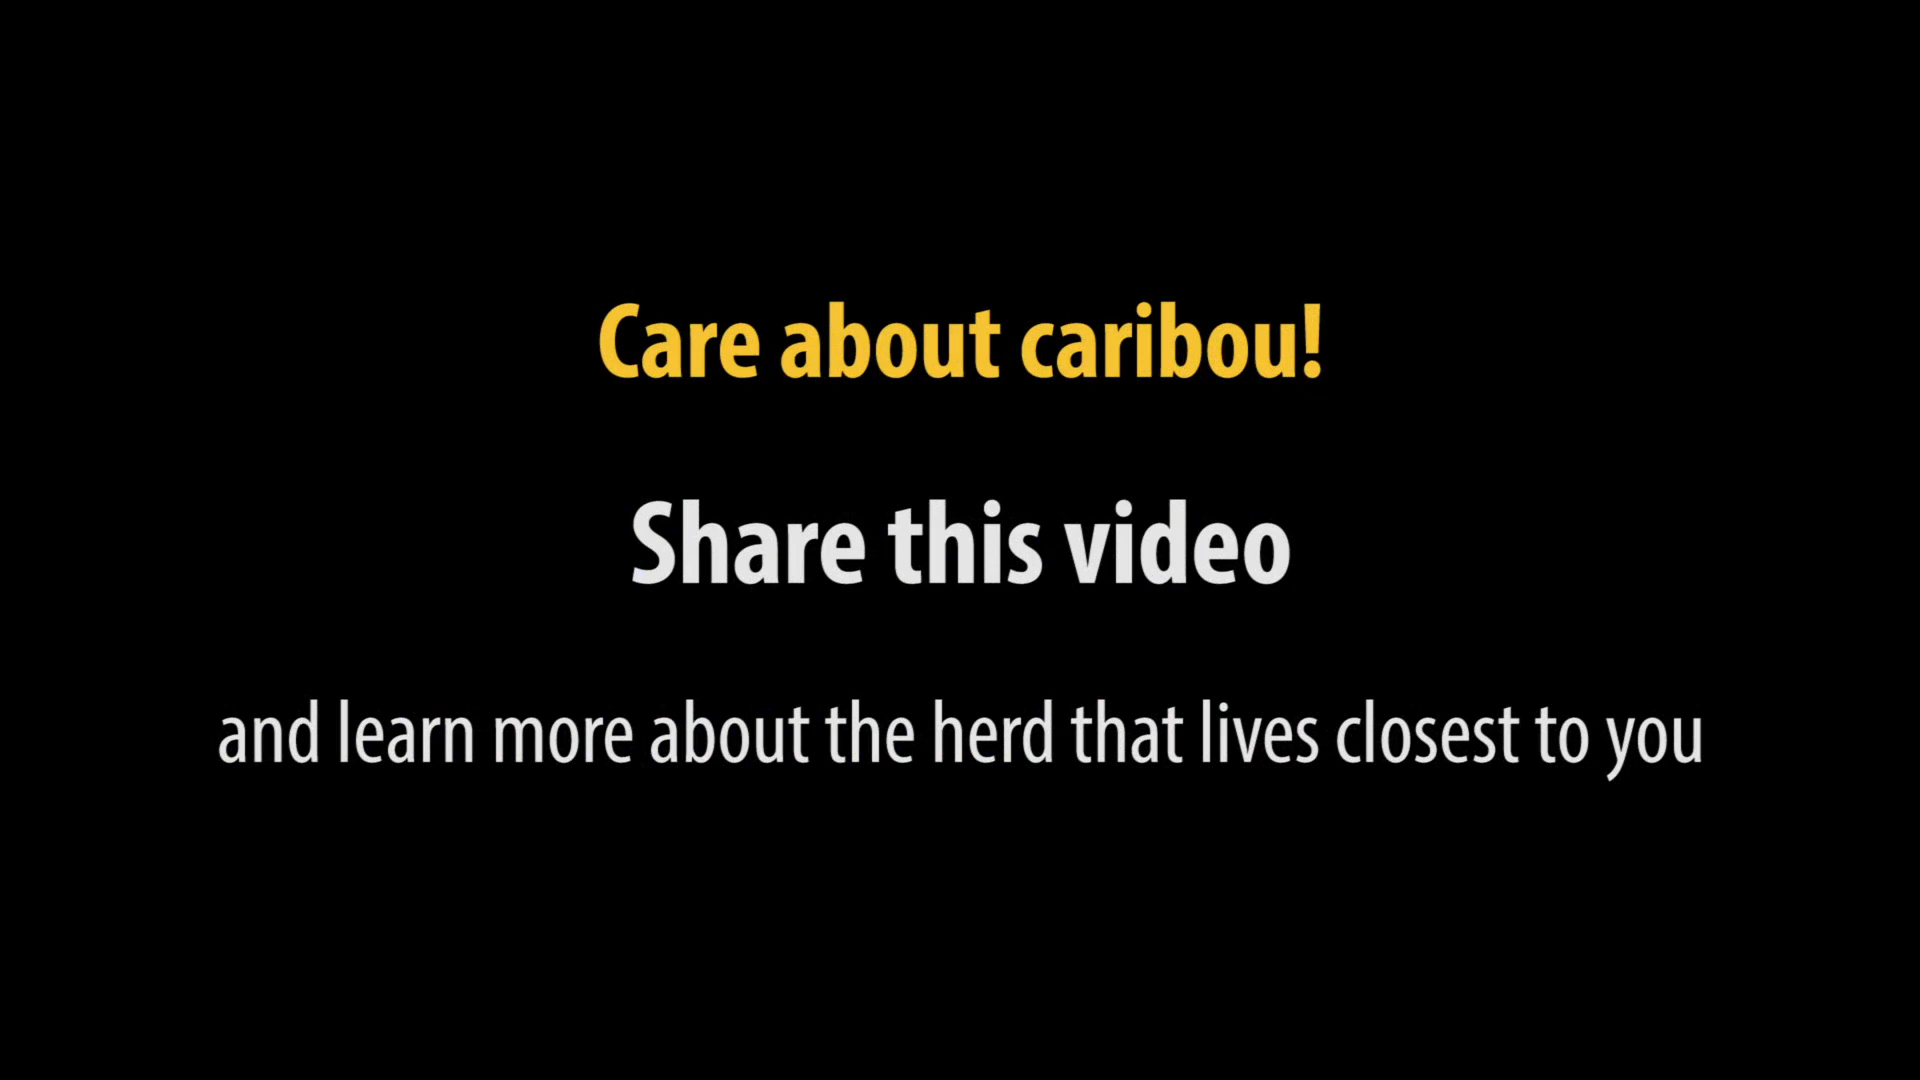 Care about caribou!
Share this video
and learn more about the herd that lives closest to you